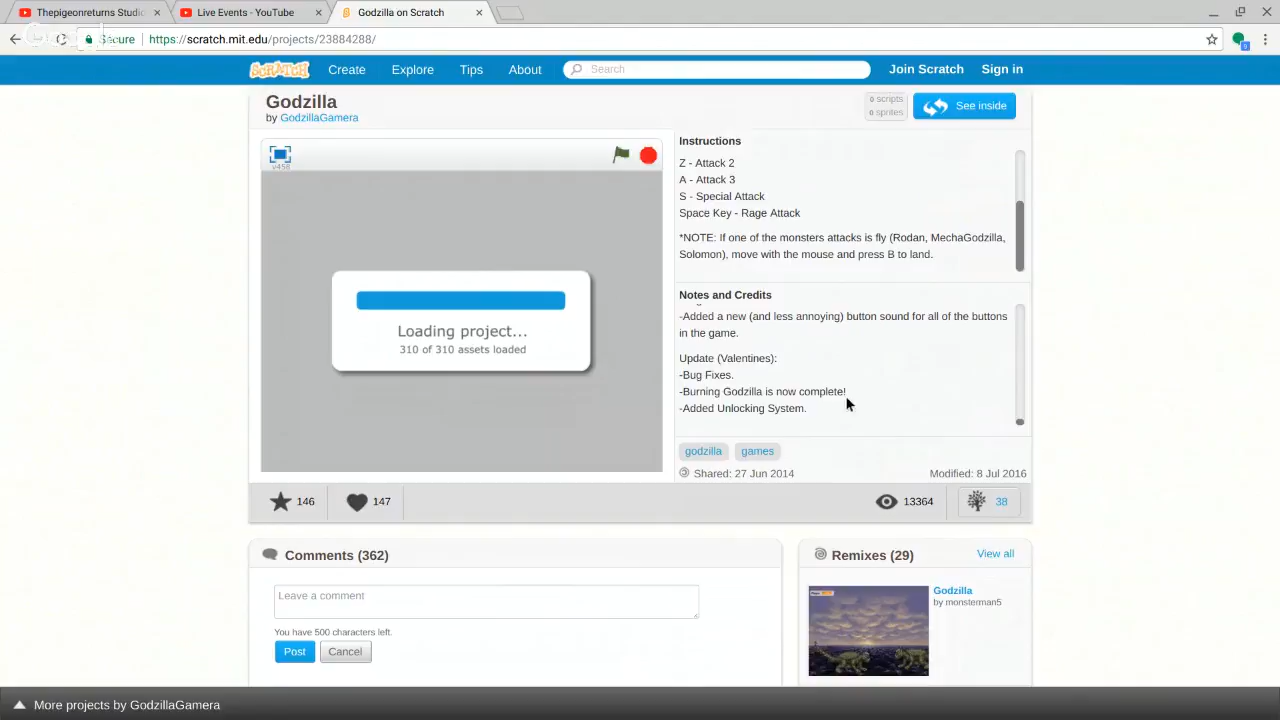 Thepigeonreturns Studio
Live Events - YouTube
Godzilla on Scratch
Secure
https://scratch.mit.edu/projects/23884288/
SCRATCH
Create
Explore
Tips
About
Search
Join Scratch
Sign in
Godzilla
by GodzillaGamera
0 scripts
0 sprites
See inside
v458
Instructions
Z - Attack 2
A - Attack 3
S - Special Attack
Space Key - Rage Attack
*NOTE: If one of the monsters attacks is fly (Rodan, MechaGodzilla,
Solomon), move with the mouse and press B to land.
Loading project...
310 of 310 assets loaded
Notes and Credits
-Added a new (and less annoying) button sound for all of the buttons
in the game.
Update (Valentines):
-Bug Fixes.
-Burning Godzilla is now complete!
-Added Unlocking System.
godzilla
games
Shared: 27 Jun 2014
Modified: 8 Jul 2016
146
147
13364
38
Comments (362)
Leave a comment
You have 500 characters left.
Post
Cancel
Remixes (29)
View all
Godzilla
by monsterman5
More projects by GodzillaGamera